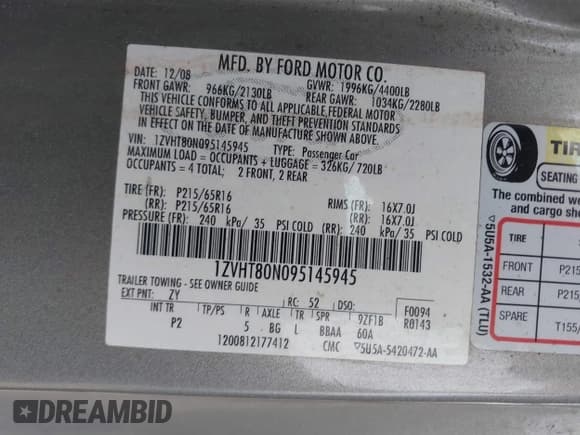 MFD. BY FORD MOTOR CO.
DATE: 12/08 GVWR: 1996KG/4400LB
FRONT GAWR: 966KG/2130LB REAR GAWR: 1034KG/2280LB
THIS VEHICLE CONFORMS TO ALL APPLICABLE FEDERAL MOTOR
VEHICLE SAFETY, BUMPER, AND THEFT PREVENTION STANDARDS
IN EFFECT ON THE DATE OF MANUFACTURE SHOWN ABOVE.
VIN: 1ZVHT80N095145945 TYPE: Passenger Car
MAXIMUM LOAD = OCCUPANTS + LUGGAGE = 326KG/ 720LB
OCCUPANTS = 4 TOTAL; 2 FRONT, 2 REAR
TIRE (FR): P215/65R16 RIMS (FR): 16X7.0J
(RR): P215/65R16 (RR): 16X7.0J
PRESSURE (FR): 240 kPa/ 35 PSI COLD (RR): 240 kPa/ 35 PSI COLD
1ZVHT80N095145945
TRAILER TOWING - SEE OWNER GUIDE
EXT PNT: ZY RC: 52 DSO: F0094
INT TR TP/PS R AXLE TR SPR 9ZF1B R0143
P2 5 BG L BBAA 60A
1200812177412 CMC ▽5U5A-5420472-AA
TIRE
SEATING
The combined
and cargo
TIRE
FRONT P215
REAR P215
SPARE T155/
▽5U5A-1532-AA (TLU)
DREAMBID